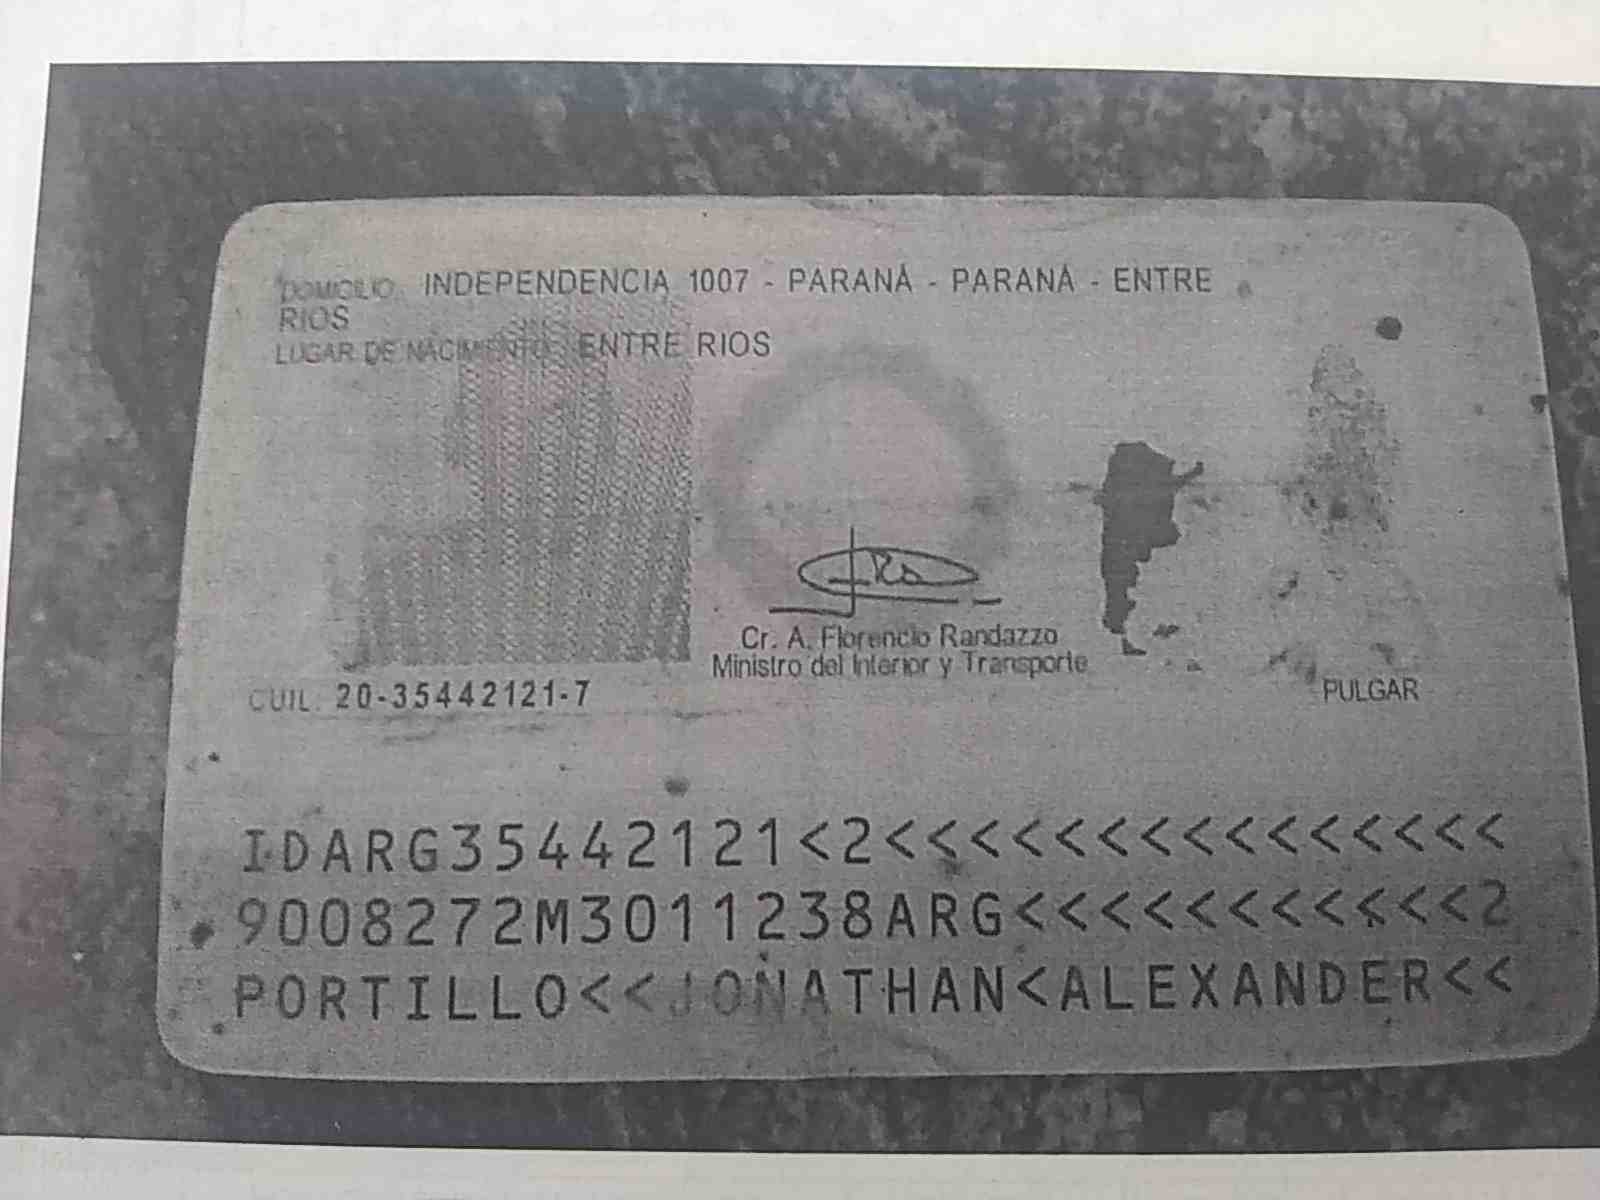 DOMICILIO: INDEPENDENCIA 1007 - PARANÁ - PARANÁ - ENTRE
RIOS
LUGAR DE NACIMIENTO: ENTRE RIOS
Cr. A. Florencio Randazzo
Ministro del Interior y Transporte
CUIL: 20-35442121-7
PULGAR
IDARG35442121<2<<<<<<<<<<<<<<<
9008272M3011238ARG<<<<<<<<<<<2
PORTILLO<<JONATHAN<ALEXANDER<<